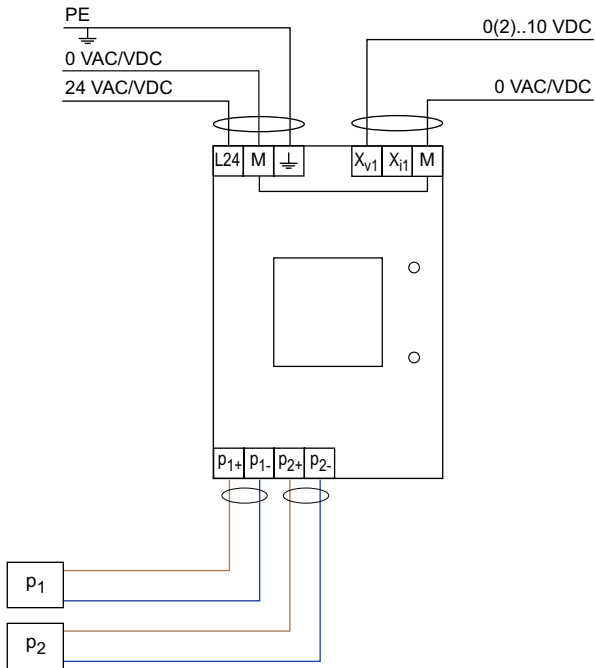 PE
0(2)..10 VDC
0 VAC/VDC
24 VAC/VDC
0 VAC/VDC
L24 M Xv1 Xi1 M
p1+ p1- p2+ p2-
p1
p2